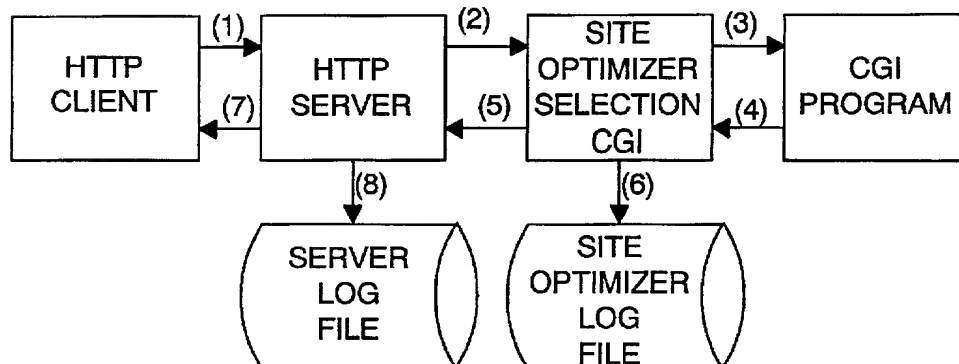 (1)
(2)
(3)
HTTP
CLIENT
HTTP
SERVER
SITE
OPTIMIZER
SELECTION
CGI
CGI
PROGRAM
(7)
(5)
(4)
(8)
(6)
SERVER
LOG
FILE
SITE
OPTIMIZER
LOG
FILE